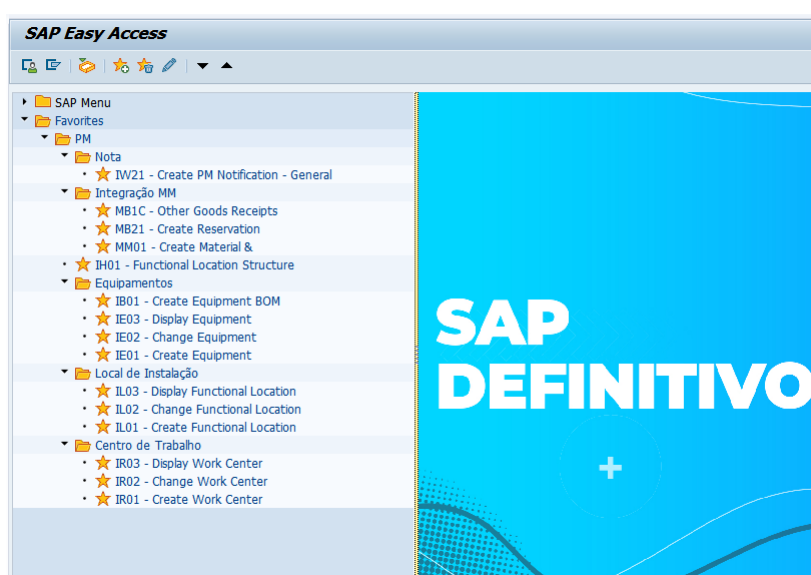 SAP Easy Access
SAP Menu
Favorites
PM
Nota
IW21 - Create PM Notification - General
Integração MM
MB1C - Other Goods Receipts
MB21 - Create Reservation
MM01 - Create Material &
IH01 - Functional Location Structure
Equipamentos
IB01 - Create Equipment BOM
IE03 - Display Equipment
IE02 - Change Equipment
IE01 - Create Equipment
Local de Instalação
IL03 - Display Functional Location
IL02 - Change Functional Location
IL01 - Create Functional Location
Centro de Trabalho
IR03 - Display Work Center
IR02 - Change Work Center
IR01 - Create Work Center
SAP
DEFINITIVO